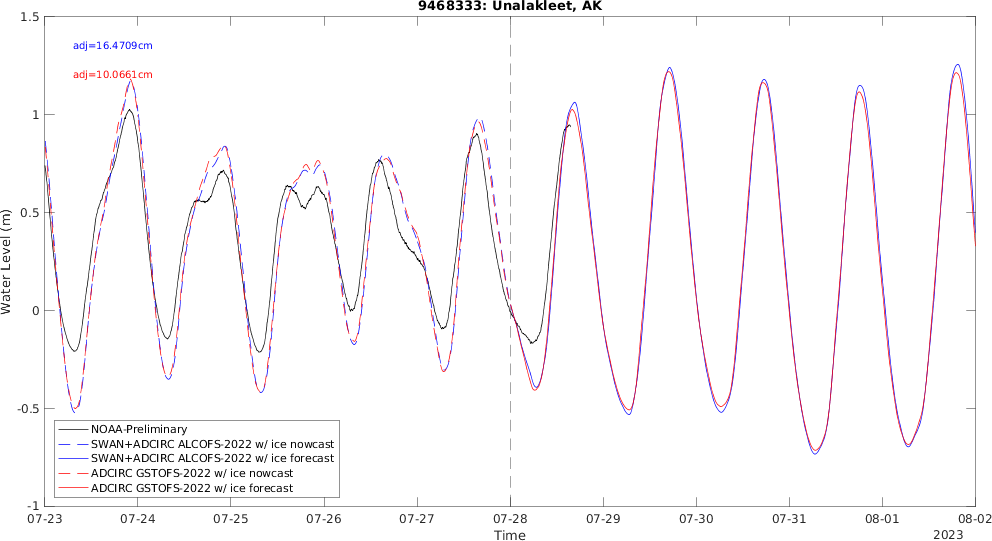 9468333: Unalakleet, AK
adj=16.4709cm
adj=10.0661cm
Water Level (m)
1.5
1
0.5
0
-0.5
-1
NOAA-Preliminary
SWAN+ADCIRC ALCOFS-2022 w/ ice nowcast
SWAN+ADCIRC ALCOFS-2022 w/ ice forecast
ADCIRC GSTOFS-2022 w/ ice nowcast
ADCIRC GSTOFS-2022 w/ ice forecast
07-23 07-24 07-25 07-26 07-27 07-28 07-29 07-30 07-31 08-01 08-02
Time
2023